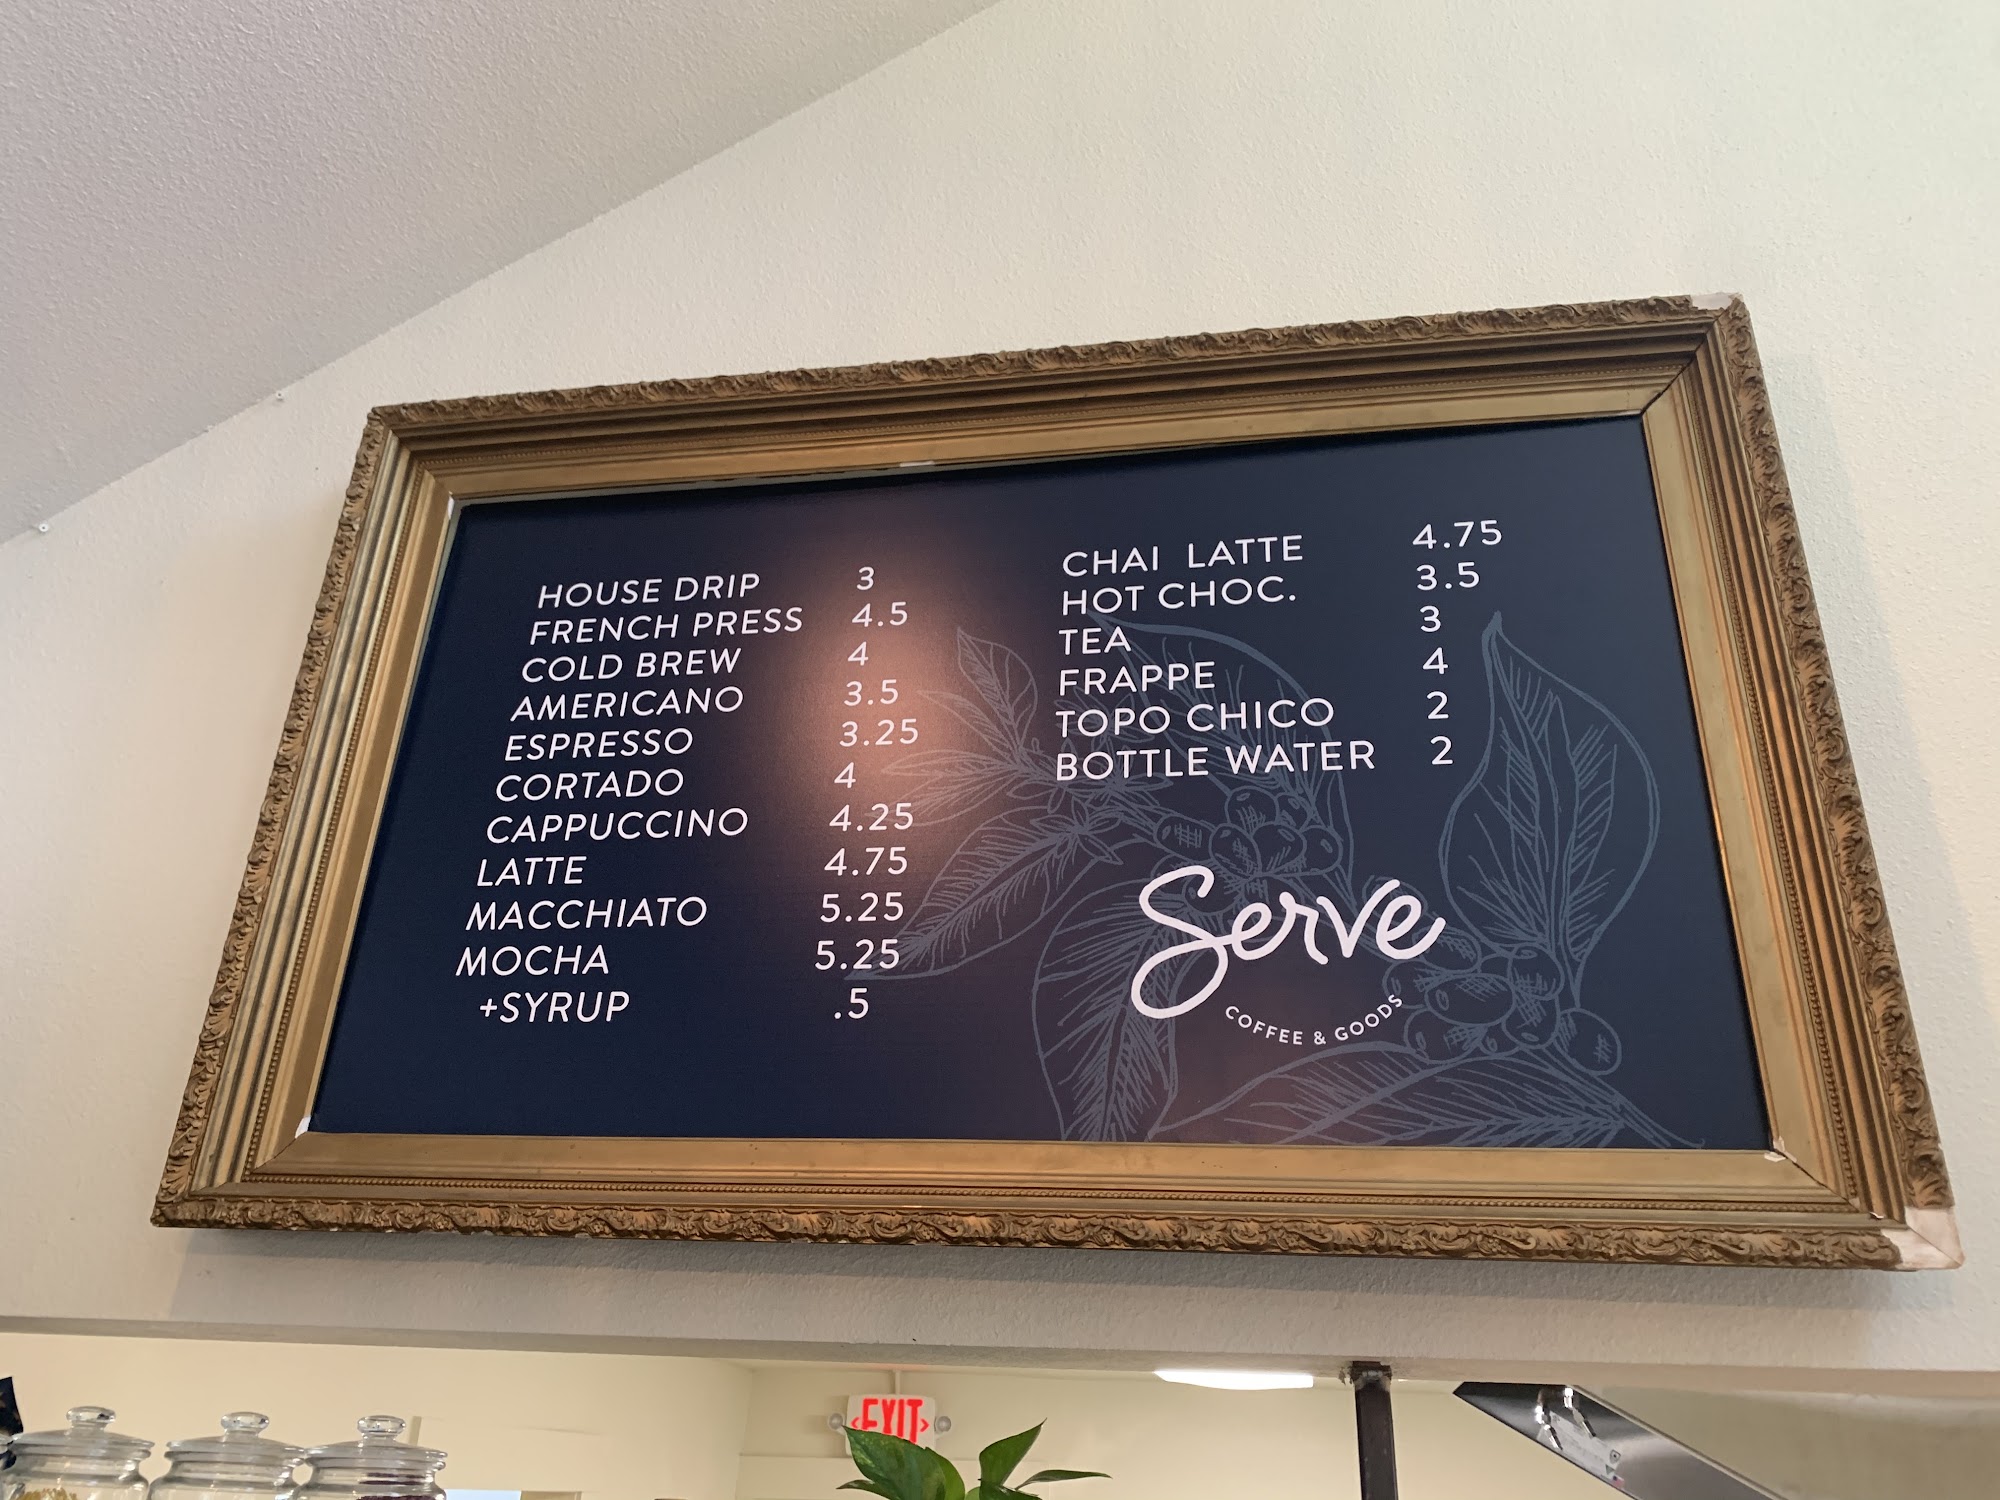 HOUSE DRIP 3
FRENCH PRESS 4.5
COLD BREW 4
AMERICANO 3.5
ESPRESSO 3.25
CORTADO 4
CAPPUCCINO 4.25
LATTE 4.75
MACCHIATO 5.25
MOCHA 5.25
+SYRUP .5
CHAI LATTE 4.75
HOT CHOC. 3.5
TEA 3
FRAPPE 4
TOPO CHICO 2
BOTTLE WATER 2
Serve
COFFEE & GOODS
EXIT